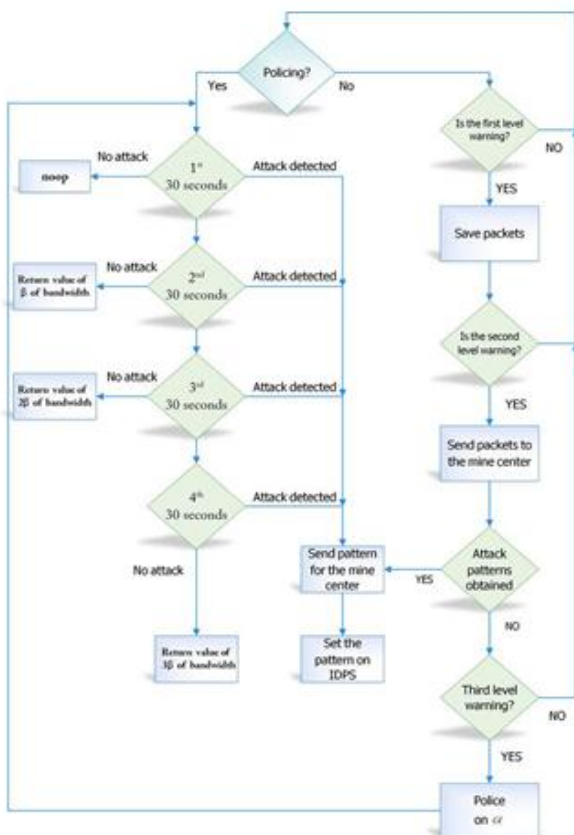 Policing?
Yes
No
Is the first level
warning?
NO
YES
Save packets
Is the second
level warning?
YES
Send packets to
the mine center
Attack
patterns
obtained
YES
NO
Third level
warning?
NO
YES
Police
on α
No attack
1st
30 seconds
Attack detected
noop
No attack
2nd
30 seconds
Attack detected
Return value of
β of bandwidth
No attack
3rd
30 seconds
Attack detected
Return value of
2β of bandwidth
4th
30 seconds
Attack detected
No attack
Return value of
3β of bandwidth
Send pattern
for the mine
center
Set the
pattern on
IDPS